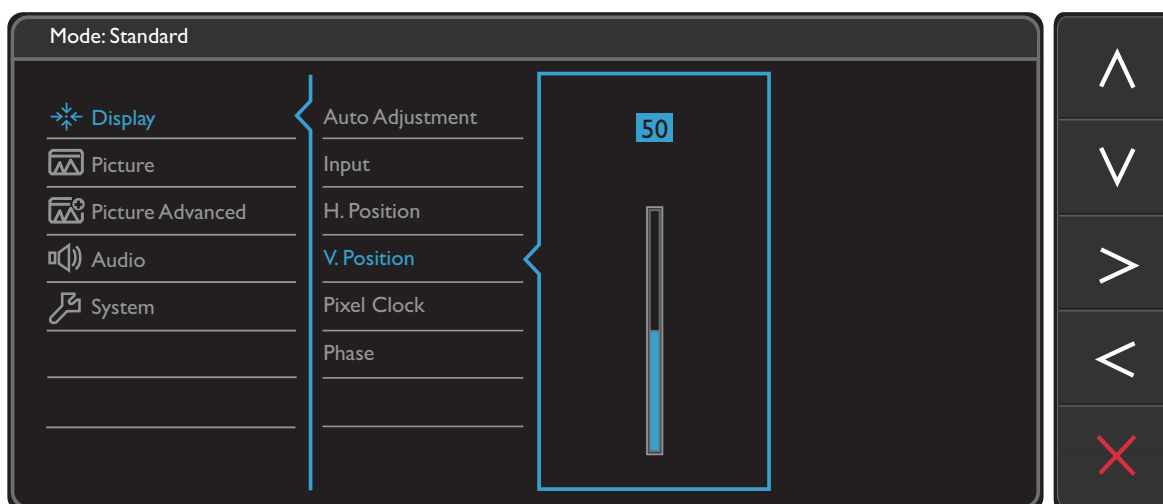 Mode: Standard
Display
Picture
Picture Advanced
Audio
System
Auto Adjustment
Input
H. Position
V. Position
Pixel Clock
Phase
50